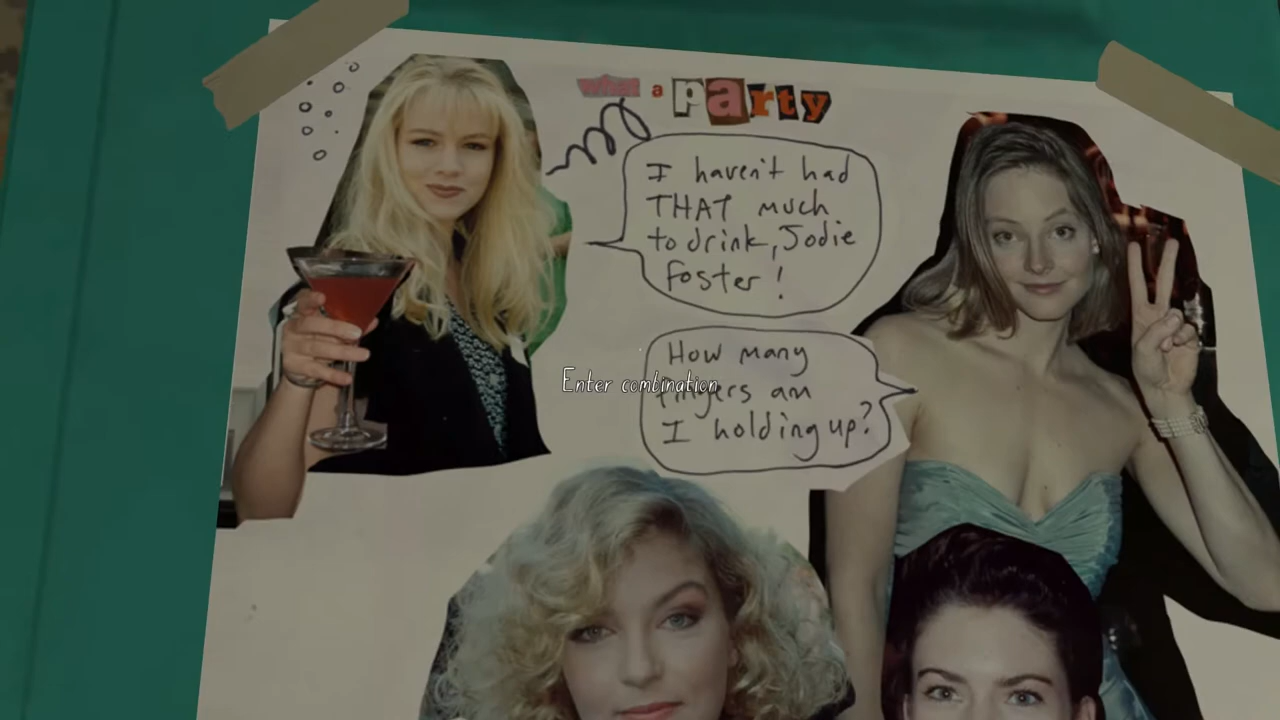 what a party
I haven't had
THAT much
to drink, Jodie
Foster!
How many
fingers am
I holding up?
Enter combination